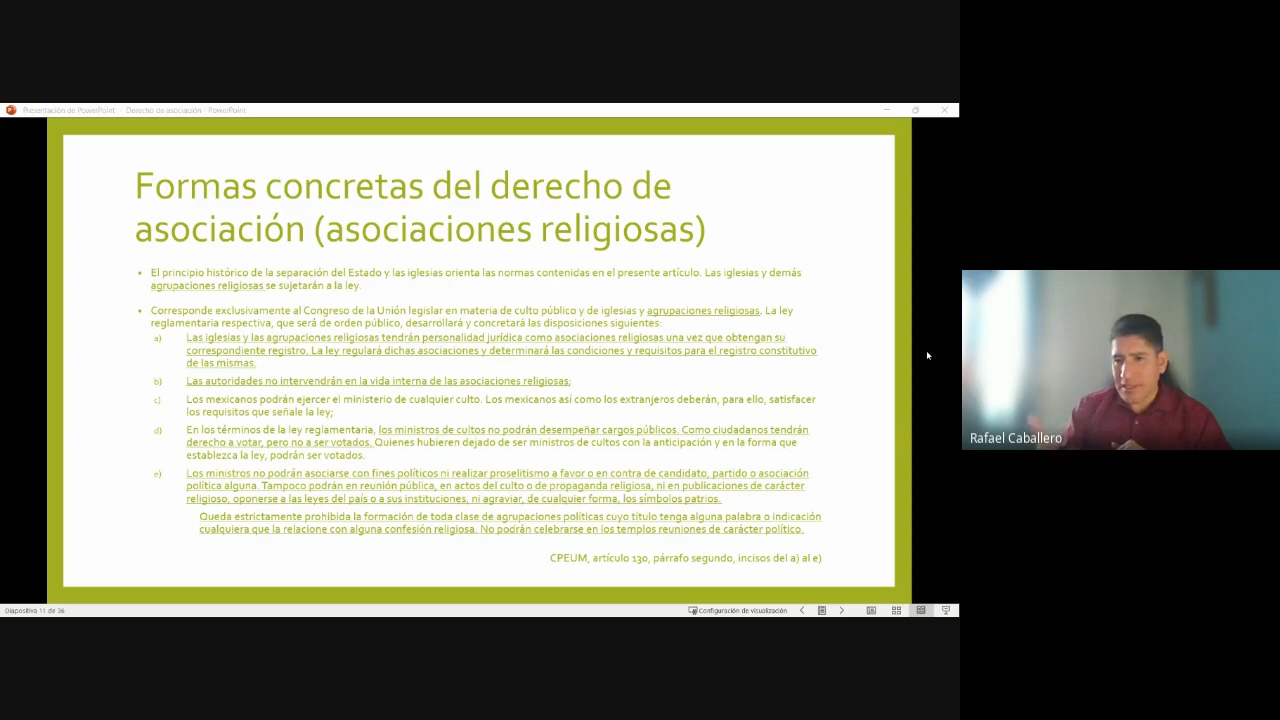 Presentación de PowerPoint - Derecho de asociación - PowerPoint
Formas concretas del derecho de
asociación (asociaciones religiosas)
• El principio histórico de la separación del Estado y las iglesias orienta las normas contenidas en el presente artículo. Las iglesias y demás
agrupaciones religiosas se sujetarán a la ley.
• Corresponde exclusivamente al Congreso de la Unión legislar en materia de culto público y de iglesias y agrupaciones religiosas. La ley
reglamentaria respectiva, que será de orden público, desarrollará y concretará las disposiciones siguientes:
a) Las iglesias y las agrupaciones religiosas tendrán personalidad jurídica como asociaciones religiosas una vez que obtengan su
correspondiente registro. La ley regulará dichas asociaciones y determinará las condiciones y requisitos para el registro constitutivo
de las mismas.
b) Las autoridades no intervendrán en la vida interna de las asociaciones religiosas;
c) Los mexicanos podrán ejercer el ministerio de cualquier culto. Los mexicanos así como los extranjeros deberán, para ello, satisfacer
los requisitos que señale la ley;
d) En los términos de la ley reglamentaria, los ministros de cultos no podrán desempeñar cargos públicos. Como ciudadanos tendrán
derecho a votar, pero no a ser votados. Quienes hubieren dejado de ser ministros de cultos con la anticipación y en la forma que
establezca la ley, podrán ser votados.
e) Los ministros no podrán asociarse con fines políticos ni realizar proselitismo a favor o en contra de candidato, partido o asociación
política alguna. Tampoco podrán en reunión pública, en actos del culto o de propaganda religiosa, ni en publicaciones de carácter
religioso, oponerse a las leyes del país o a sus instituciones, ni agraviar, de cualquier forma, los símbolos patrios.
Queda estrictamente prohibida la formación de toda clase de agrupaciones políticas cuyo título tenga alguna palabra o indicación
cualquiera que la relacione con alguna confesión religiosa. No podrán celebrarse en los templos reuniones de carácter político.
CPEUM, artículo 130, párrafo segundo, incisos del a) al e)
Rafael Caballero
Diapositiva 11 de 36
Configuración de visualización